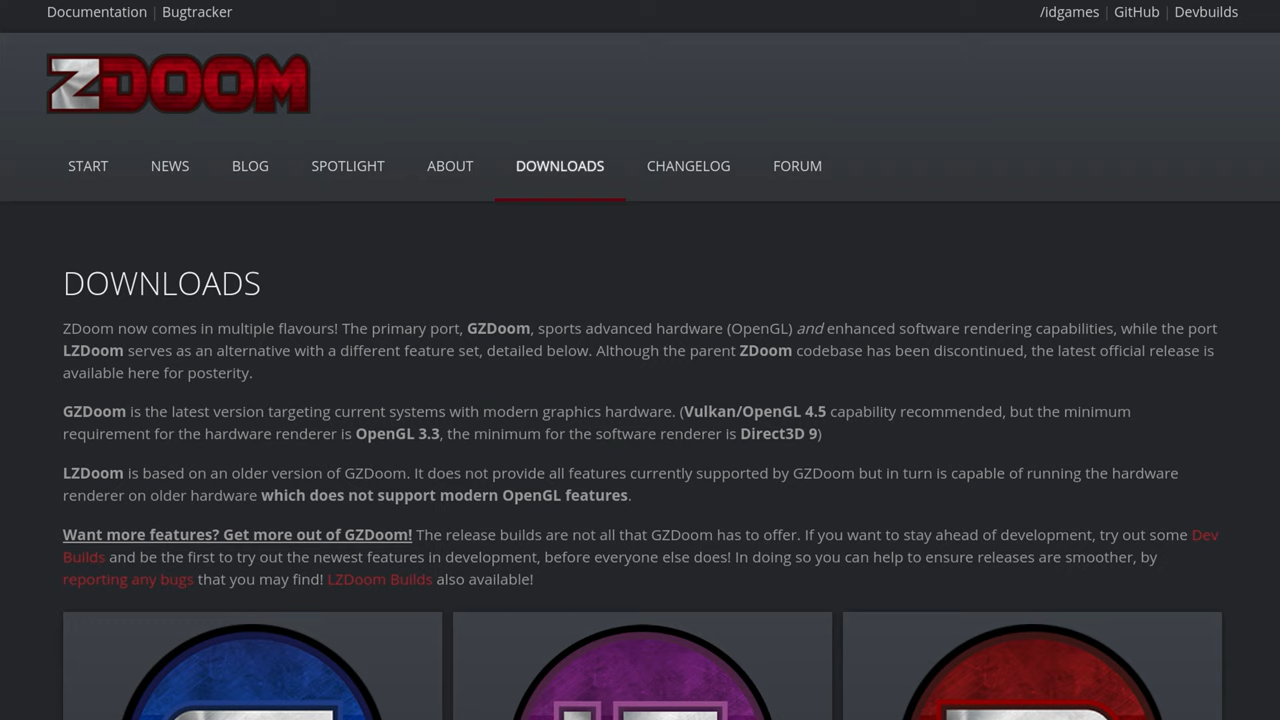 Documentation | Bugtracker
/idgames | GitHub | Devbuilds
ZDOOM
START NEWS BLOG SPOTLIGHT ABOUT DOWNLOADS CHANGELOG FORUM
DOWNLOADS
ZDoom now comes in multiple flavours! The primary port, GZDoom, sports advanced hardware (OpenGL) and enhanced software rendering capabilities, while the port
LZDoom serves as an alternative with a different feature set, detailed below. Although the parent ZDoom codebase has been discontinued, the latest official release is
available here for posterity.
GZDoom is the latest version targeting current systems with modern graphics hardware. (Vulkan/OpenGL 4.5 capability recommended, but the minimum
requirement for the hardware renderer is OpenGL 3.3, the minimum for the software renderer is Direct3D 9)
LZDoom is based on an older version of GZDoom. It does not provide all features currently supported by GZDoom but in turn is capable of running the hardware
renderer on older hardware which does not support modern OpenGL features.
Want more features? Get more out of GZDoom! The release builds are not all that GZDoom has to offer. If you want to stay ahead of development, try out some Dev
Builds and be the first to try out the newest features in development, before everyone else does! In doing so you can help to ensure releases are smoother, by
reporting any bugs that you may find! LZDoom Builds also available!